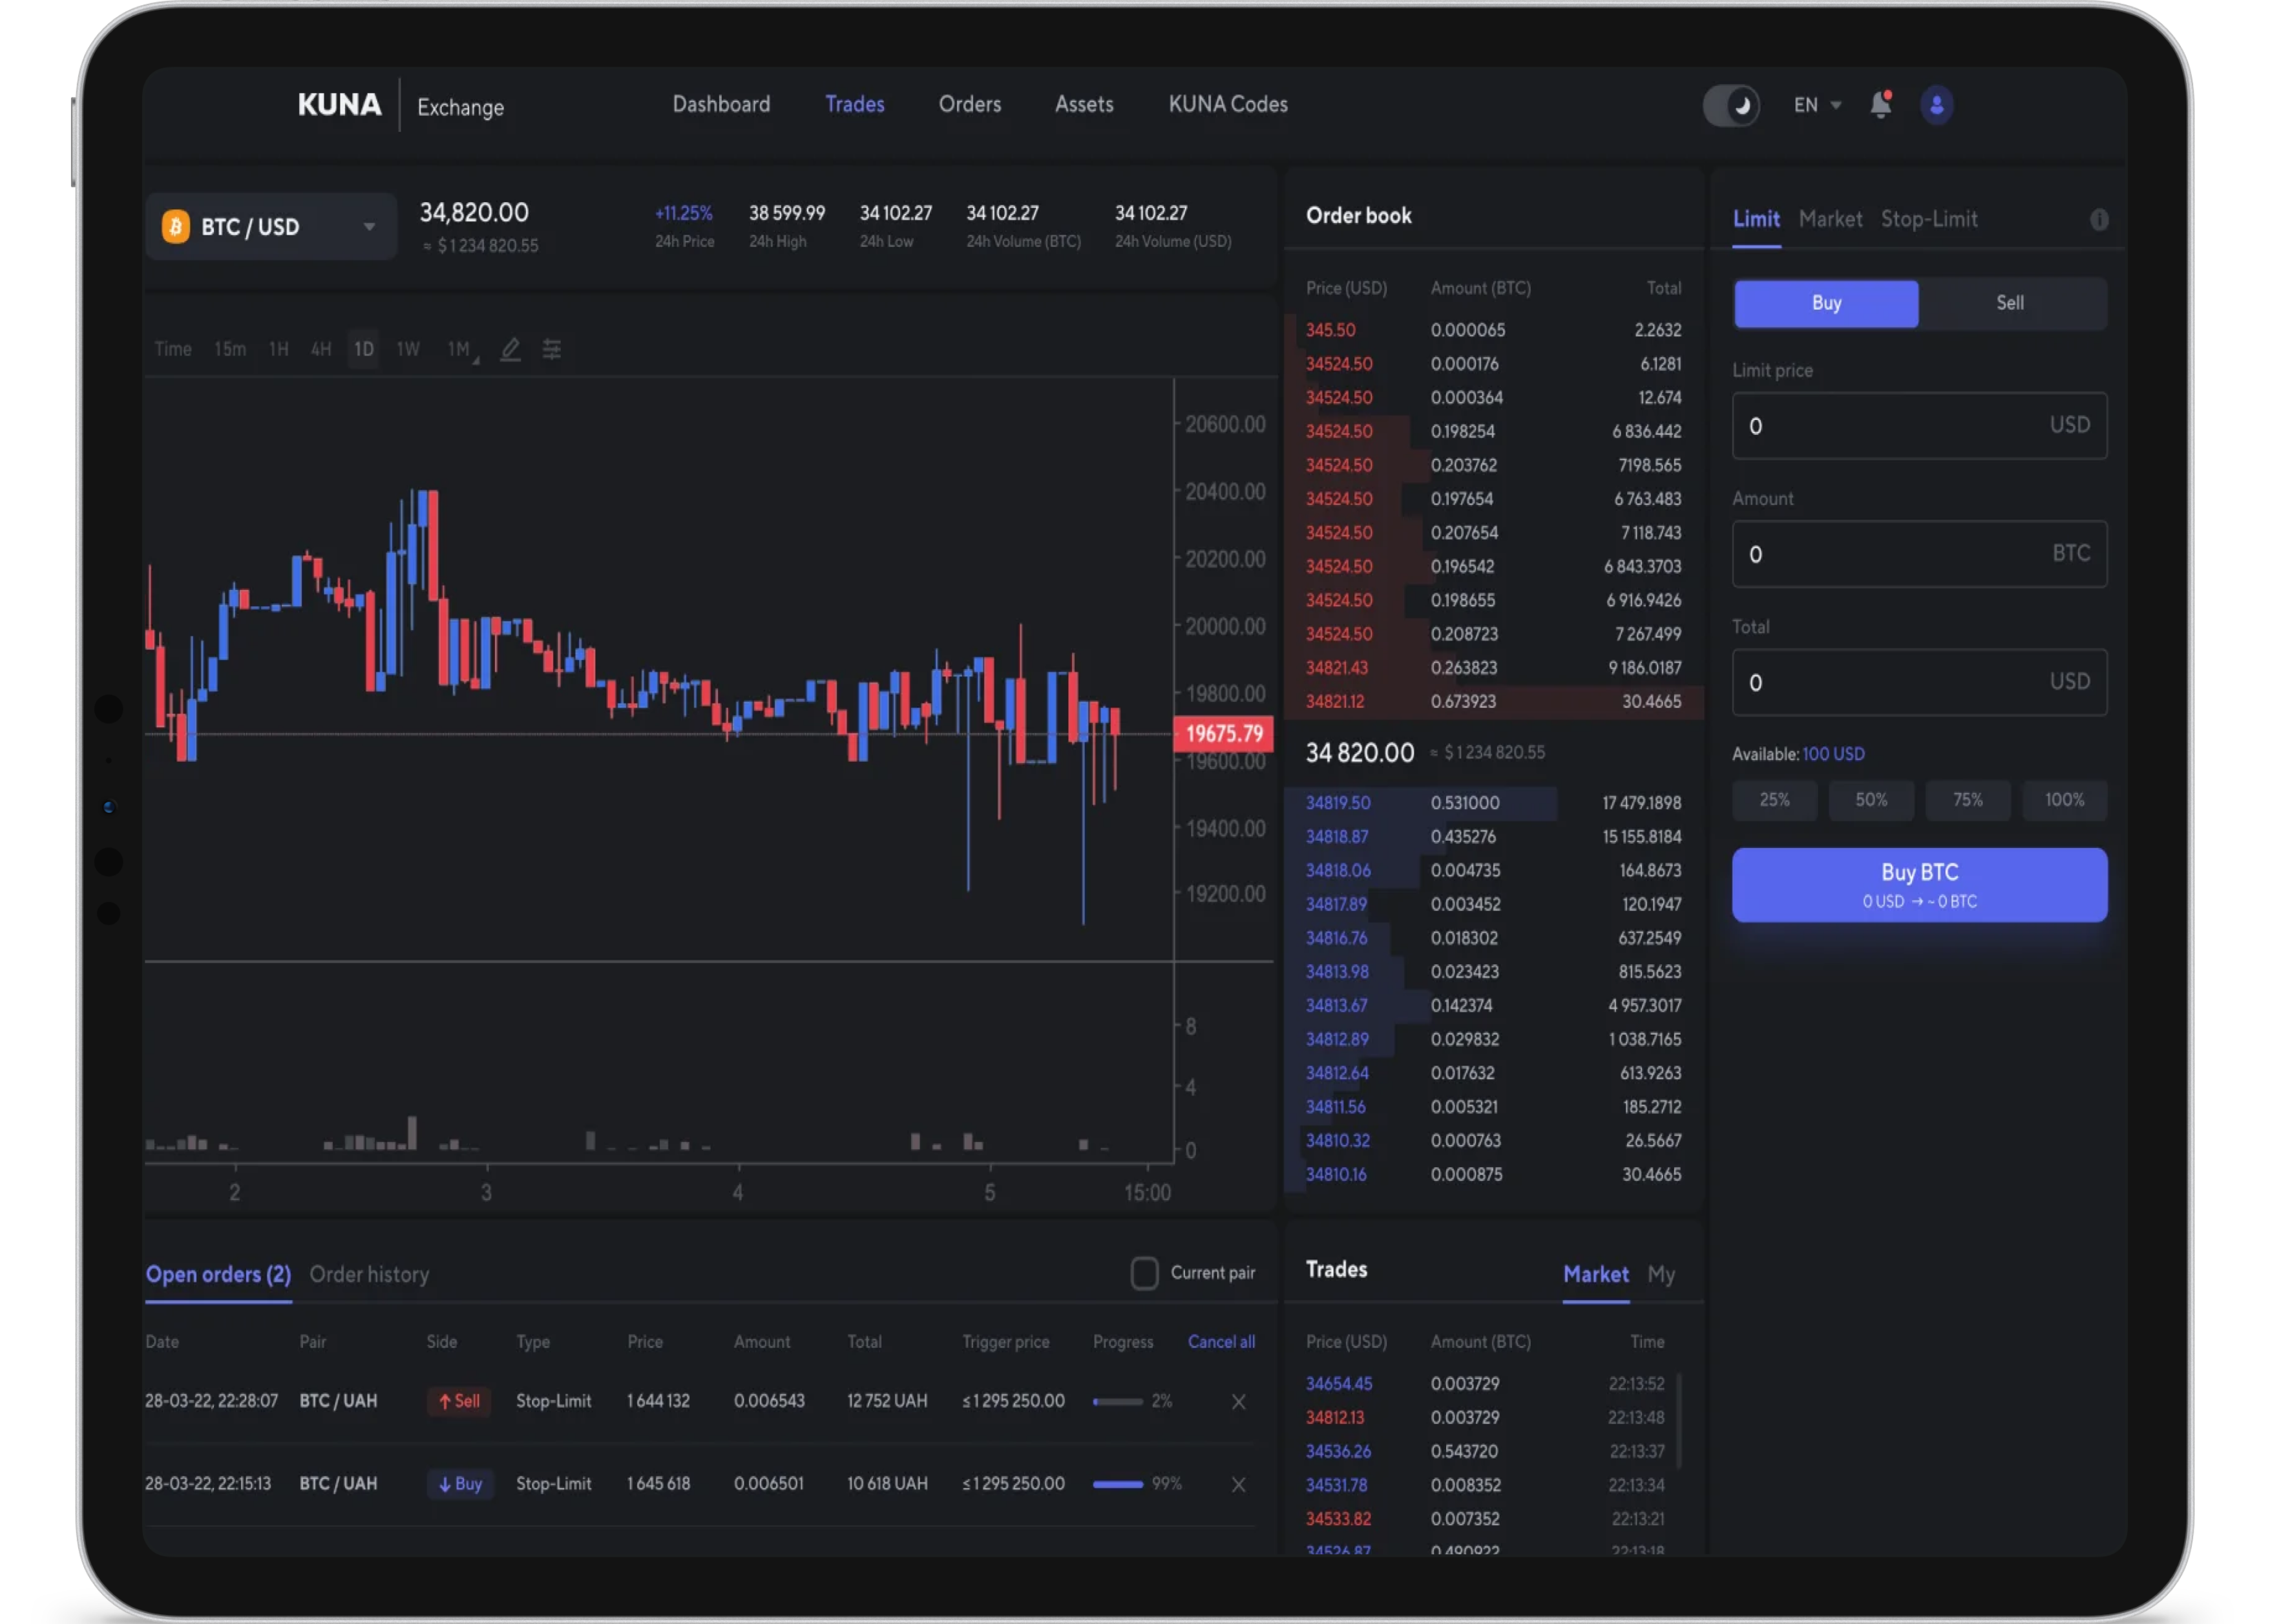 KUNA Exchange Dashboard Trades Orders Assets KUNA Codes EN
BTC / USD
34,820.00
≈ $ 1 234 820.55
+11.25% 38 599.99 34 102.27 34 102.27 34 102.27
24h Price 24h High 24h Low 24h Volume (BTC) 24h Volume (USD)
Time 15m 1H 4H 1D 1W 1M
20600.00
20400.00
20200.00
20000.00
19800.00
19675.79
19600.00
19400.00
19200.00
8
4
0
2 3 4 5 15:00
Order book
Price (USD) Amount (BTC) Total
345.50 0.000065 2.2632
34524.50 0.000176 6.1281
34524.50 0.000364 12.674
34524.50 0.198254 6 836.442
34524.50 0.203762 7198.565
34524.50 0.197654 6 763.483
34524.50 0.207654 7 118.743
34524.50 0.196542 6 843.3703
34524.50 0.198655 6 916.9426
34524.50 0.208723 7 267.499
34821.43 0.263823 9 186.0187
34821.12 0.673923 30.4665
34 820.00 ≈ $ 1 234 820.55
34819.50 0.531000 17 479.1898
34818.87 0.435276 15 155.8184
34818.06 0.004735 164.8673
34817.89 0.003452 120.1947
34816.76 0.018302 637.2549
34813.98 0.023423 815.5623
34813.67 0.142374 4 957.3017
34812.89 0.029832 1 038.7165
34812.64 0.017632 613.9263
34811.56 0.005321 185.2712
34810.32 0.000763 26.5667
34810.16 0.000875 30.4665
Limit Market Stop-Limit
Buy Sell
Limit price
0 USD
Amount
0 BTC
Total
0 USD
Available: 100 USD
25% 50% 75% 100%
Buy BTC
0 USD → ~ 0 BTC
Open orders (2) Order history Current pair
Date Pair Side Type Price Amount Total Trigger price Progress Cancel all
28-03-22, 22:28:07 BTC / UAH ↑ Sell Stop-Limit 1 644 132 0.006543 12 752 UAH ≤ 1 295 250.00 2%
28-03-22, 22:15:13 BTC / UAH ↓ Buy Stop-Limit 1 645 618 0.006501 10 618 UAH ≤ 1 295 250.00 99%
Trades Market My
Price (USD) Amount (BTC) Time
34654.45 0.003729 22:13:52
34812.13 0.003729 22:13:48
34536.26 0.543720 22:13:37
34531.78 0.008352 22:13:34
34533.82 0.007352 22:13:21
34526.87 0.490922 22:13:18